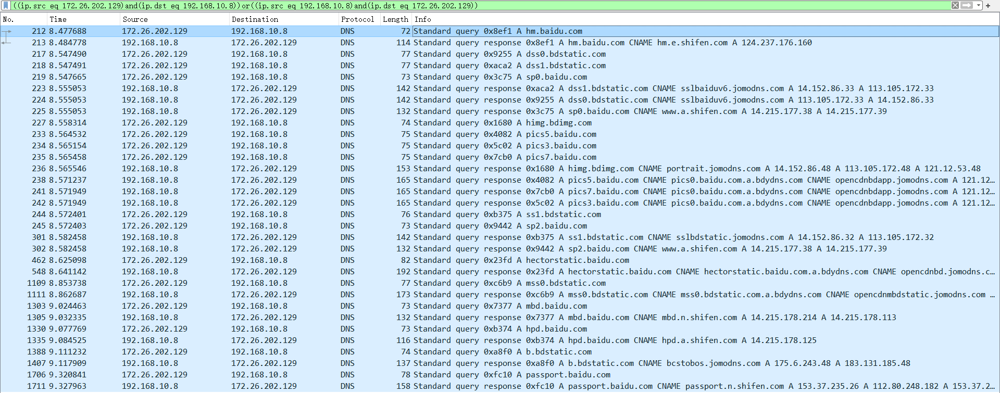 ((ip.src eq 172.26.202.129)and(ip.dst eq 192.168.10.8))or((ip.src eq 192.168.10.8)and(ip.dst eq 172.26.202.129))
No. Time Source Destination Protocol Length Info
212 8.477688 172.26.202.129 192.168.10.8 DNS 72 Standard query 0x8ef1 A hm.baidu.com
213 8.484778 192.168.10.8 172.26.202.129 DNS 114 Standard query response 0x8ef1 A hm.baidu.com CNAME hm.e.shifen.com A 124.237.176.160
217 8.547490 172.26.202.129 192.168.10.8 DNS 77 Standard query 0x9255 A dss0.bdstatic.com
218 8.547491 172.26.202.129 192.168.10.8 DNS 77 Standard query 0xaca2 A dss1.bdstatic.com
219 8.547665 172.26.202.129 192.168.10.8 DNS 73 Standard query 0x3c75 A sp0.baidu.com
223 8.555053 192.168.10.8 172.26.202.129 DNS 142 Standard query response 0xaca2 A dss1.bdstatic.com CNAME sslbaiduv6.jomodns.com A 14.152.86.33 A 113.105.172.33
224 8.555053 192.168.10.8 172.26.202.129 DNS 142 Standard query response 0x9255 A dss0.bdstatic.com CNAME sslbaiduv6.jomodns.com A 113.105.172.33 A 14.152.86.33
225 8.555053 192.168.10.8 172.26.202.129 DNS 132 Standard query response 0x3c75 A sp0.baidu.com CNAME www.a.shifen.com A 14.215.177.38 A 14.215.177.39
227 8.558314 172.26.202.129 192.168.10.8 DNS 74 Standard query 0x1680 A himg.bdimg.com
233 8.564532 172.26.202.129 192.168.10.8 DNS 75 Standard query 0x4082 A pics5.baidu.com
234 8.565154 172.26.202.129 192.168.10.8 DNS 75 Standard query 0x5c02 A pics3.baidu.com
235 8.565458 172.26.202.129 192.168.10.8 DNS 75 Standard query 0x7cb0 A pics7.baidu.com
236 8.565546 192.168.10.8 172.26.202.129 DNS 153 Standard query response 0x1680 A himg.bdimg.com CNAME portrait.jomodns.com A 14.152.86.48 A 113.105.172.48 A 121.12.53.48
238 8.571237 192.168.10.8 172.26.202.129 DNS 165 Standard query response 0x4082 A pics5.baidu.com CNAME pics0.baidu.com.a.bdydns.com CNAME opencdnbdapp.jomodns.com A 121.12…
241 8.571949 192.168.10.8 172.26.202.129 DNS 165 Standard query response 0x7cb0 A pics7.baidu.com CNAME pics0.baidu.com.a.bdydns.com CNAME opencdnbdapp.jomodns.com A 121.12…
242 8.571949 192.168.10.8 172.26.202.129 DNS 165 Standard query response 0x5c02 A pics3.baidu.com CNAME pics0.baidu.com.a.bdydns.com CNAME opencdnbdapp.jomodns.com A 121.12…
244 8.572401 172.26.202.129 192.168.10.8 DNS 76 Standard query 0xb375 A ss1.bdstatic.com
245 8.572403 172.26.202.129 192.168.10.8 DNS 73 Standard query 0x9442 A sp2.baidu.com
301 8.582458 192.168.10.8 172.26.202.129 DNS 142 Standard query response 0xb375 A ss1.bdstatic.com CNAME sslbdstatic.jomodns.com A 14.152.86.32 A 113.105.172.32
302 8.582458 192.168.10.8 172.26.202.129 DNS 132 Standard query response 0x9442 A sp2.baidu.com CNAME www.a.shifen.com A 14.215.177.38 A 14.215.177.39
462 8.625098 172.26.202.129 192.168.10.8 DNS 82 Standard query 0x23fd A hectorstatic.baidu.com
548 8.641142 192.168.10.8 172.26.202.129 DNS 192 Standard query response 0x23fd A hectorstatic.baidu.com CNAME hectorstatic.baidu.com.a.bdydns.com CNAME opencdnbd.jomodns.c…
1109 8.853738 172.26.202.129 192.168.10.8 DNS 77 Standard query 0xc6b9 A mss0.bdstatic.com
1111 8.862687 192.168.10.8 172.26.202.129 DNS 173 Standard query response 0xc6b9 A mss0.bdstatic.com CNAME mss0.bdstatic.com.a.bdydns.com CNAME opencdnmbdstatic.jomodns.com …
1303 9.024463 172.26.202.129 192.168.10.8 DNS 73 Standard query 0x7377 A mbd.baidu.com
1305 9.032335 192.168.10.8 172.26.202.129 DNS 132 Standard query response 0x7377 A mbd.baidu.com CNAME mbd.n.shifen.com A 14.215.178.214 A 14.215.178.113
1330 9.077769 172.26.202.129 192.168.10.8 DNS 73 Standard query 0xb374 A hpd.baidu.com
1335 9.084525 192.168.10.8 172.26.202.129 DNS 116 Standard query response 0xb374 A hpd.baidu.com CNAME hpd.a.shifen.com A 14.215.178.125
1388 9.111232 172.26.202.129 192.168.10.8 DNS 74 Standard query 0xa8f0 A b.bdstatic.com
1407 9.117909 192.168.10.8 172.26.202.129 DNS 137 Standard query response 0xa8f0 A b.bdstatic.com CNAME bcstobos.jomodns.com A 175.6.243.48 A 183.131.185.48
1706 9.320841 172.26.202.129 192.168.10.8 DNS 78 Standard query 0xfc10 A passport.baidu.com
1711 9.327963 192.168.10.8 172.26.202.129 DNS 158 Standard query response 0xfc10 A passport.baidu.com CNAME passport.n.shifen.com A 153.37.235.26 A 112.80.248.182 A 153.37.2…